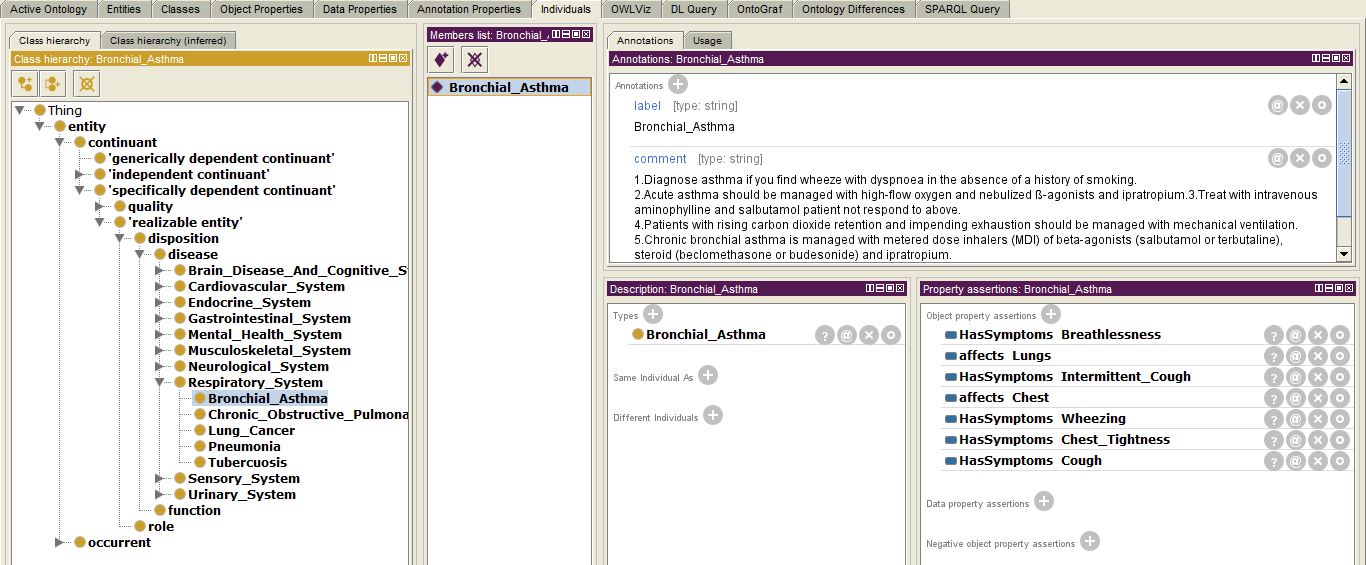 Active Ontology Entities Classes Object Properties Data Properties Annotation Properties Individuals OWLViz DL Query OntoGraf Ontology Differences SPARQL Query
Class hierarchy Class hierarchy (inferred)
Class hierarchy: Bronchial_Asthma
Thing
entity
continuant
'generically dependent continuant'
'independent continuant'
'specifically dependent continuant'
quality
'realizable entity'
disposition
disease
Brain_Disease_And_Cognitive_S
Cardiovascular_System
Endocrine_System
Gastrointestinal_System
Mental_Health_System
Musculoskeletal_System
Neurological_System
Respiratory_System
Bronchial_Asthma
Chronic_Obstructive_Pulmona
Lung_Cancer
Pneumonia
Tubercuosis
Sensory_System
Urinary_System
function
role
occurrent
Members list: Bronchial_
Bronchial_Asthma
Annotations Usage
Annotations: Bronchial_Asthma
Annotations
label [type: string]
Bronchial_Asthma
comment [type: string]
1.Diagnose asthma if you find wheeze with dyspnoea in the absence of a history of smoking.
2.Acute asthma should be managed with high-flow oxygen and nebulized ß-agonists and ipratropium.3.Treat with intravenous
aminophylline and salbutamol patient not respond to above.
4.Patients with rising carbon dioxide retention and impending exhaustion should be managed with mechanical ventilation.
5.Chronic bronchial asthma is managed with metered dose inhalers (MDI) of beta-agonists (salbutamol or terbutaline),
steroid (beclomethasone or budesonide) and ipratropium.
Description: Bronchial_Asthma
Types
Bronchial_Asthma
Same Individual As
Different Individuals
Property assertions: Bronchial_Asthma
Object property assertions
HasSymptoms Breathlessness
affects Lungs
HasSymptoms Intermittent_Cough
affects Chest
HasSymptoms Wheezing
HasSymptoms Chest_Tightness
HasSymptoms Cough
Data property assertions
Negative object property assertions